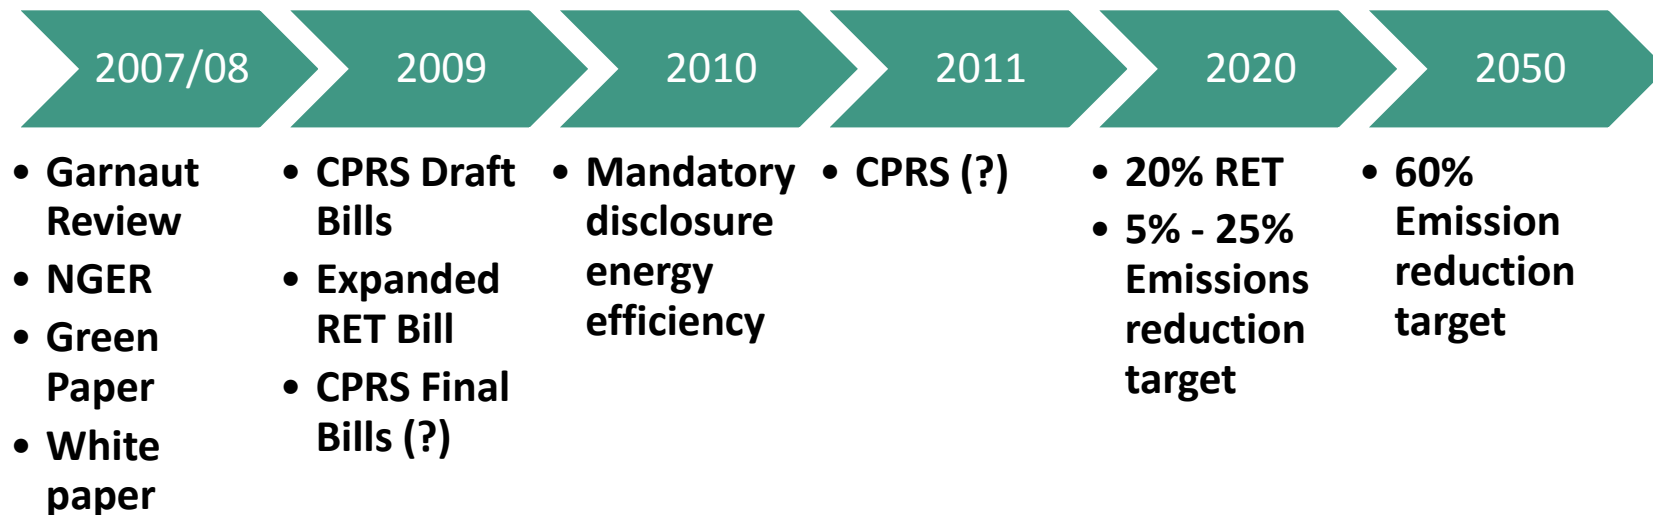 2007/08
2009
2010
2011
2020
2050
• Garnaut
Review
• NGER
• Green
Paper
• White
paper
• CPRS Draft
Bills
• Expanded
RET Bill
• CPRS Final
Bills (?)
• Mandatory
disclosure
energy
efficiency
• CPRS (?)
• 20% RET
• 5% - 25%
Emissions
reduction
target
• 60%
Emission
reduction
target